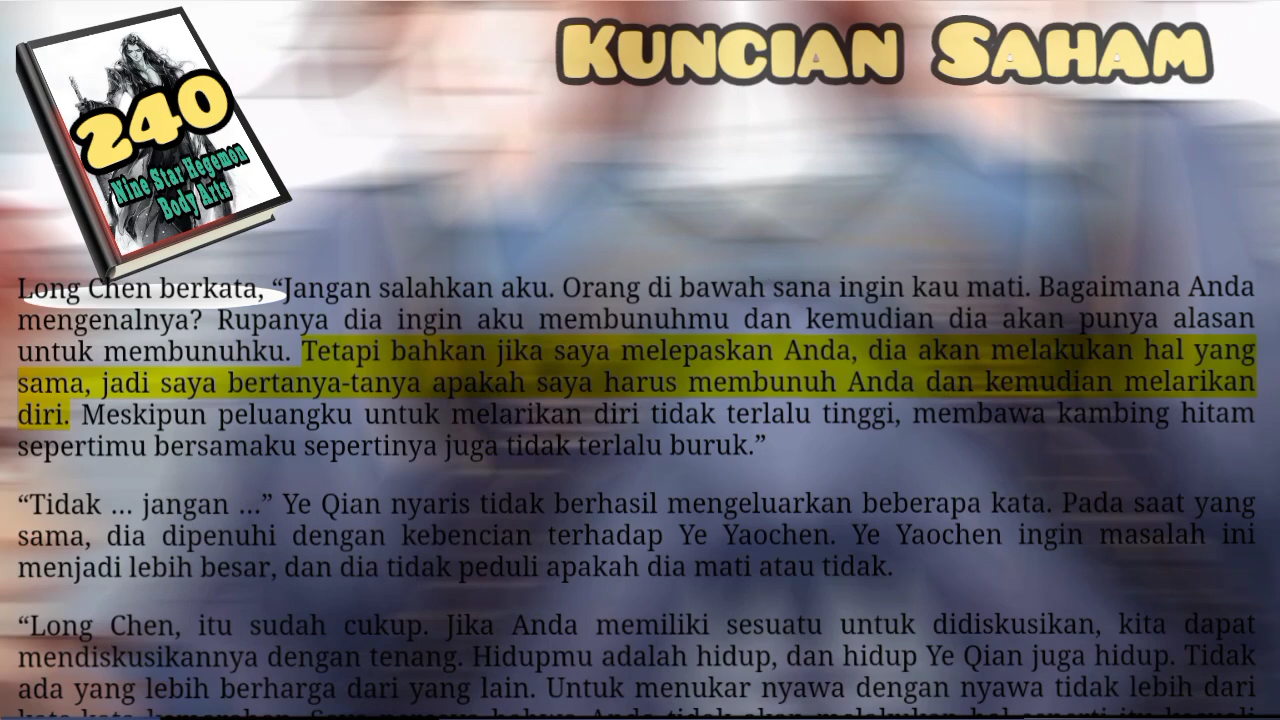 Kuncian Saham
240
Nine Star Hegemon
Body Arts
Long Chen berkata, “Jangan salahkan aku. Orang di bawah sana ingin kau mati. Bagaimana Anda
mengenalnya? Rupanya dia ingin aku membunuhmu dan kemudian dia akan punya alasan
untuk membunuhku. Tetapi bahkan jika saya melepaskan Anda, dia akan melakukan hal yang
sama, jadi saya bertanya-tanya apakah saya harus membunuh Anda dan kemudian melarikan
diri. Meskipun peluangku untuk melarikan diri tidak terlalu tinggi, membawa kambing hitam
sepertimu bersamaku sepertinya juga tidak terlalu buruk.”
“Tidak … jangan …” Ye Qian nyaris tidak berhasil mengeluarkan beberapa kata. Pada saat yang
sama, dia dipenuhi dengan kebencian terhadap Ye Yaochen. Ye Yaochen ingin masalah ini
menjadi lebih besar, dan dia tidak peduli apakah dia mati atau tidak.
“Long Chen, itu sudah cukup. Jika Anda memiliki sesuatu untuk didiskusikan, kita dapat
mendiskusikannya dengan tenang. Hidupmu adalah hidup, dan hidup Ye Qian juga hidup. Tidak
ada yang lebih berharga dari yang lain. Untuk menukar nyawa dengan nyawa tidak lebih dari